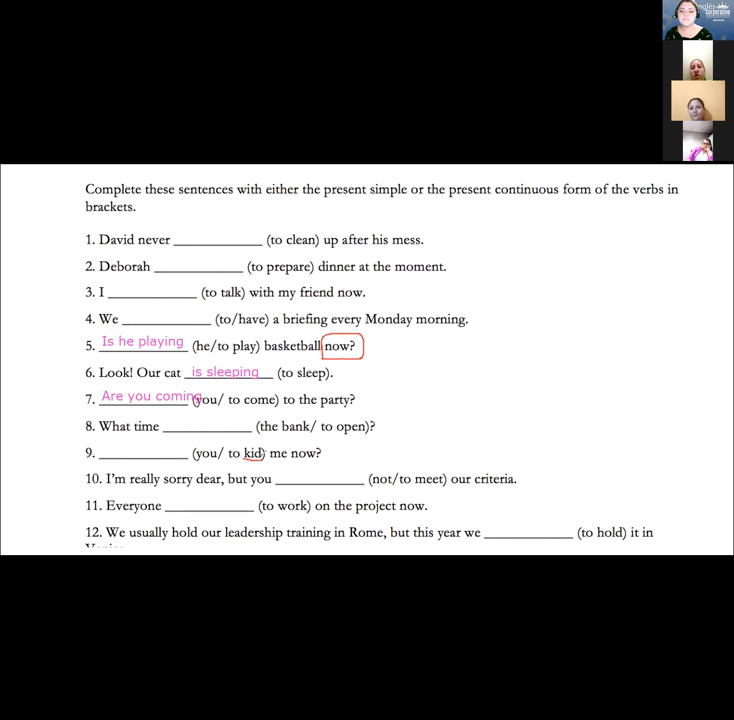 Inglés
Corporativo
Complete these sentences with either the present simple or the present continuous form of the verbs in
brackets.
1. David never ____________ (to clean) up after his mess.
2. Deborah ____________ (to prepare) dinner at the moment.
3. I ____________ (to talk) with my friend now.
4. We ____________ (to/have) a briefing every Monday morning.
5. Is he playing (he/to play) basketball now?
6. Look! Our cat is sleeping (to sleep).
7. Are you coming (you/ to come) to the party?
8. What time ____________ (the bank/ to open)?
9. ____________ (you/ to kid) me now?
10. I'm really sorry dear, but you ____________ (not/to meet) our criteria.
11. Everyone ____________ (to work) on the project now.
12. We usually hold our leadership training in Rome, but this year we ____________ (to hold) it in